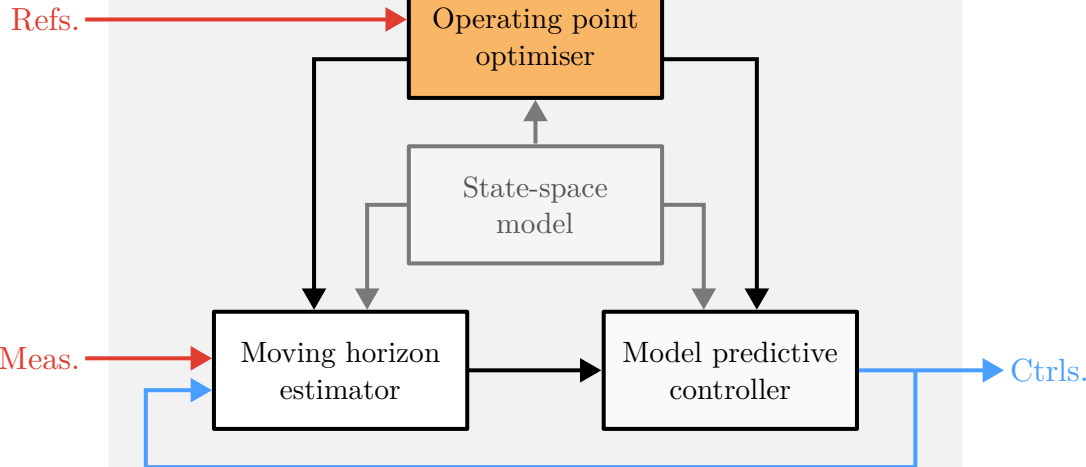 Refs.
Operating point
optimiser
State-space
model
Meas.
Moving horizon
estimator
Model predictive
controller
Ctrls.